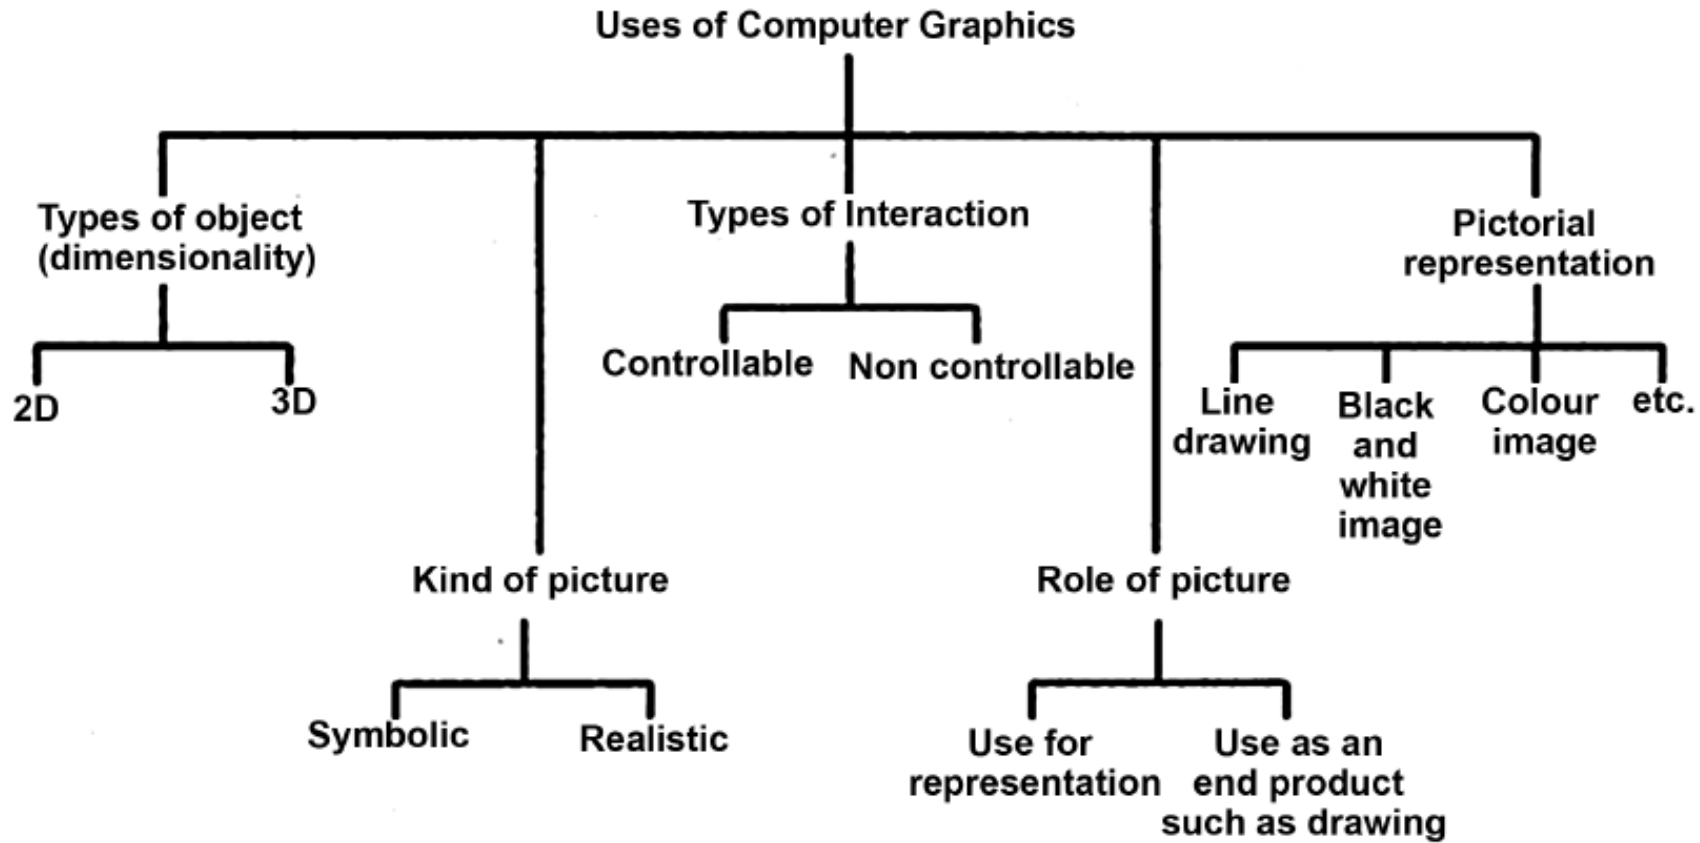 Uses of Computer Graphics
Types of object
(dimensionality)
2D
3D
Kind of picture
Symbolic
Realistic
Types of Interaction
Controllable
Non controllable
Role of picture
Use for
representation
Use as an
end product
such as drawing
Pictorial
representation
Line
drawing
Black
and
white
image
Colour
image
etc.